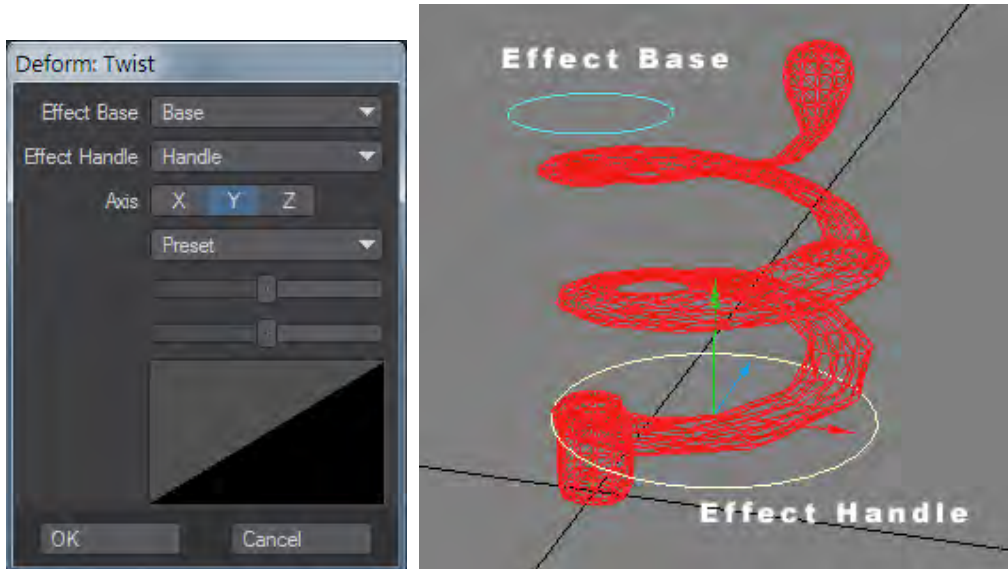 Deform: Twist
Effect Base Base
Effect Handle Handle
Axis X Y Z
Preset
OK Cancel
Effect Base
Effect Handle